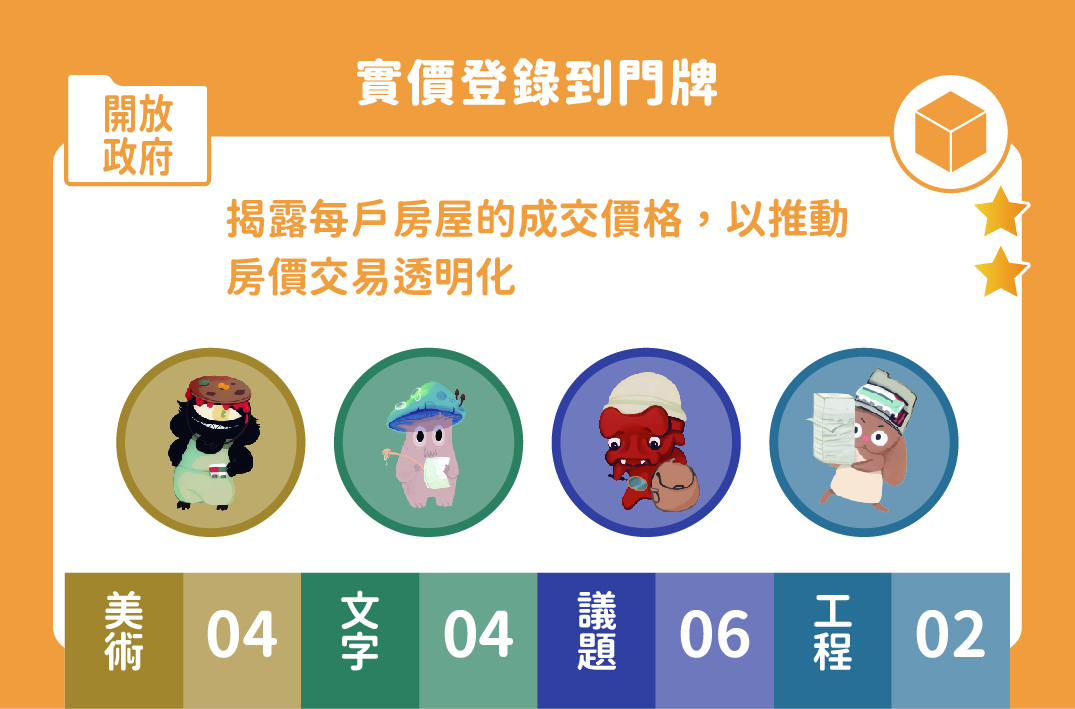 實價登錄到門牌
開放
政府
揭露每戶房屋的成交價格，以推動
房價交易透明化
美術 04 文字 04 議題 06 工程 02